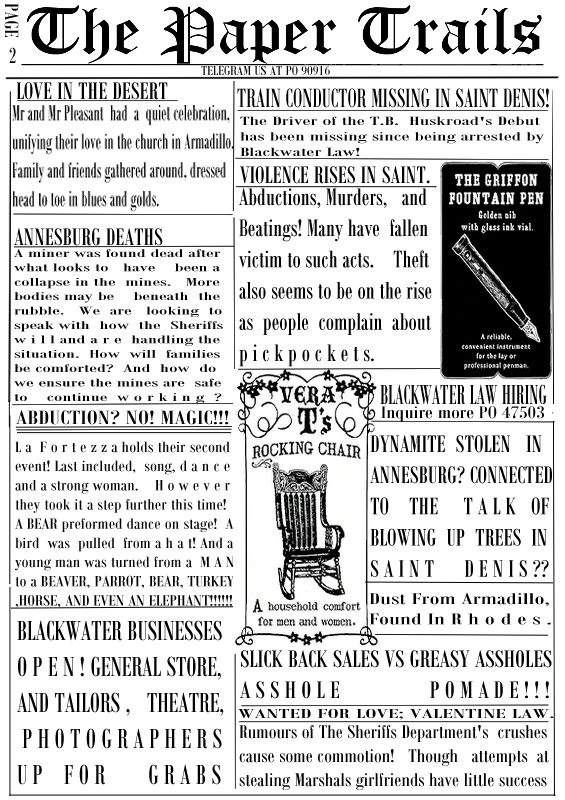 PAGE 2
The Paper Trails
TELEGRAM US AT PO 90916
LOVE IN THE DESERT
Mr and Mr Pleasant had a quiet celebration,
unifying their love in the church in Armadillo.
Family and friends gathered around, dressed
head to toe in blues and golds.
ANNESBURG DEATHS
A miner was found dead after
what looks to have been a
collapse in the mines. More
bodies may be beneath the
rubble. We are looking to
speak with how the Sheriffs
will and are handling the
situation. How will families
be comforted? And how do
we ensure the mines are safe
to continue working ?
ABDUCTION? NO! MAGIC!!!
La Fortezza holds their second
event! Last included, song, dance
and a strong woman. However
they took it a step further this time!
A BEAR preformed dance on stage! A
bird was pulled from a hat! And a
young man was turned from a MAN
to a BEAVER, PARROT, BEAR, TURKEY
,HORSE, AND EVEN AN ELEPHANT!!!!!!
BLACKWATER BUSINESSES
OPEN! GENERAL STORE,
AND TAILORS , THEATRE,
PHOTOGRAPHERS
UP FOR GRABS
TRAIN CONDUCTOR MISSING IN SAINT DENIS!
The Driver of the T.B. Huskroad's Debut
has been missing since being arrested by
Blackwater Law!
VIOLENCE RISES IN SAINT.
Abductions, Murders, and
Beatings! Many have fallen
victim to such acts. Theft
also seems to be on the rise
as people complain about
pickpockets.
THE GRIFFON
FOUNTAIN PEN
Golden nib
with glass ink vial.
A reliable,
convenient instrument
for the lay or
professional penman.
VERA
T's
ROCKING CHAIR
A household comfort
for men and women.
BLACKWATER LAW HIRING
Inquire more PO 47503
DYNAMITE STOLEN IN
ANNESBURG? CONNECTED
TO THE TALK OF
BLOWING UP TREES IN
SAINT DENIS??
Dust From Armadillo,
Found In Rhodes.
SLICK BACK SALES VS GREASY ASSHOLES
ASSHOLE POMADE!!!
WANTED FOR LOVE; VALENTINE LAW.
Rumours of The Sheriffs Department's crushes
cause some commotion! Though attempts at
stealing Marshals girlfriends have little success